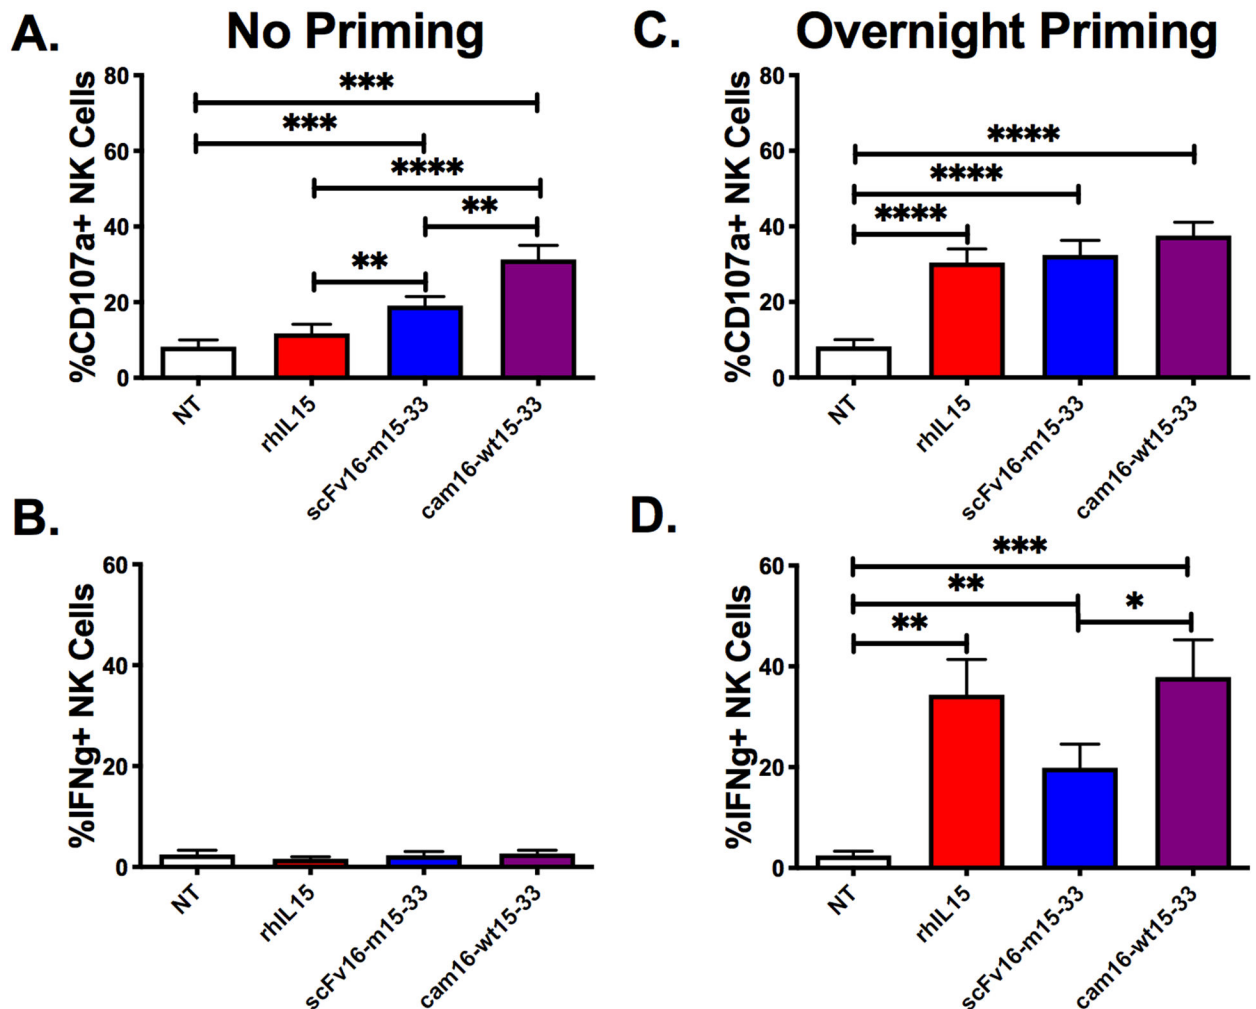 A. No Priming
%CD107a+ NK Cells
80
60
40
20
0
***
***
****
**
**
NT
rhIL15
scFv16-m15-33
cam16-wt15-33
B.
%IFNg+ NK Cells
60
40
20
0
NT
rhIL15
scFv16-m15-33
cam16-wt15-33
C. Overnight Priming
%CD107a+ NK Cells
80
60
40
20
0
****
****
****
NT
rhIL15
scFv16-m15-33
cam16-wt15-33
D.
%IFNg+ NK Cells
60
40
20
0
***
**
*
**
NT
rhIL15
scFv16-m15-33
cam16-wt15-33